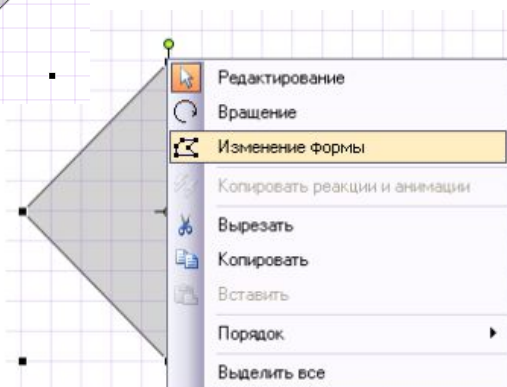 Редактирование
Вращение
Изменение формы
Копировать реакции и анимации
Вырезать
Копировать
Вставить
Порядок
Выделить все